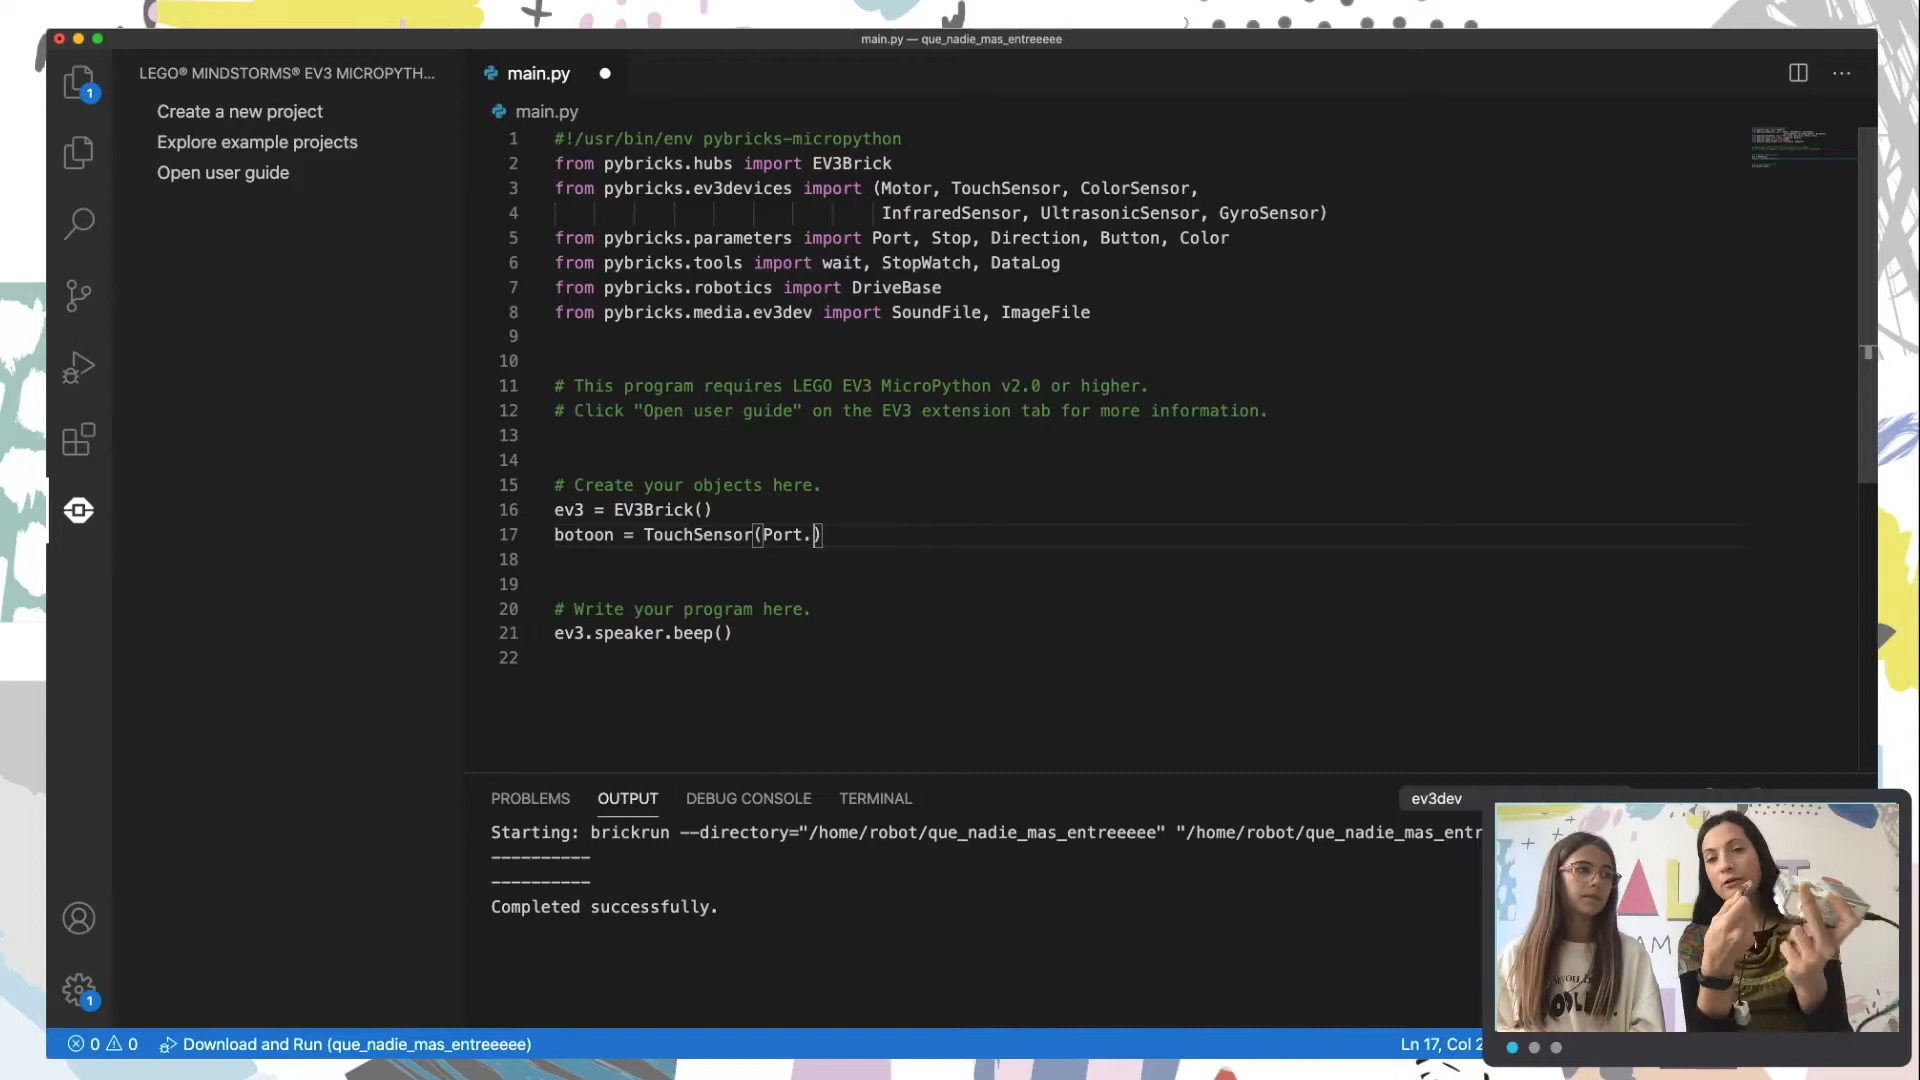 main.py — que_nadie_mas_entreeeee
LEGO® MINDSTORMS® EV3 MICROPYTH...
Create a new project
Explore example projects
Open user guide
1
main.py
main.py
1 #!/usr/bin/env pybricks-micropython
2 from pybricks.hubs import EV3Brick
3 from pybricks.ev3devices import (Motor, TouchSensor, ColorSensor,
4 InfraredSensor, UltrasonicSensor, GyroSensor)
5 from pybricks.parameters import Port, Stop, Direction, Button, Color
6 from pybricks.tools import wait, StopWatch, DataLog
7 from pybricks.robotics import DriveBase
8 from pybricks.media.ev3dev import SoundFile, ImageFile
9
10
11 # This program requires LEGO EV3 MicroPython v2.0 or higher.
12 # Click "Open user guide" on the EV3 extension tab for more information.
13
14
15 # Create your objects here.
16 ev3 = EV3Brick()
17 botoon = TouchSensor(Port.)
18
19
20 # Write your program here.
21 ev3.speaker.beep()
22
PROBLEMS OUTPUT DEBUG CONSOLE TERMINAL
ev3dev
Starting: brickrun --directory="/home/robot/que_nadie_mas_entreeeee" "/home/robot/que_nadie_mas_entr
----------
----------
Completed successfully.
1
0 0 Download and Run (que_nadie_mas_entreeeee)
Ln 17, Col 2